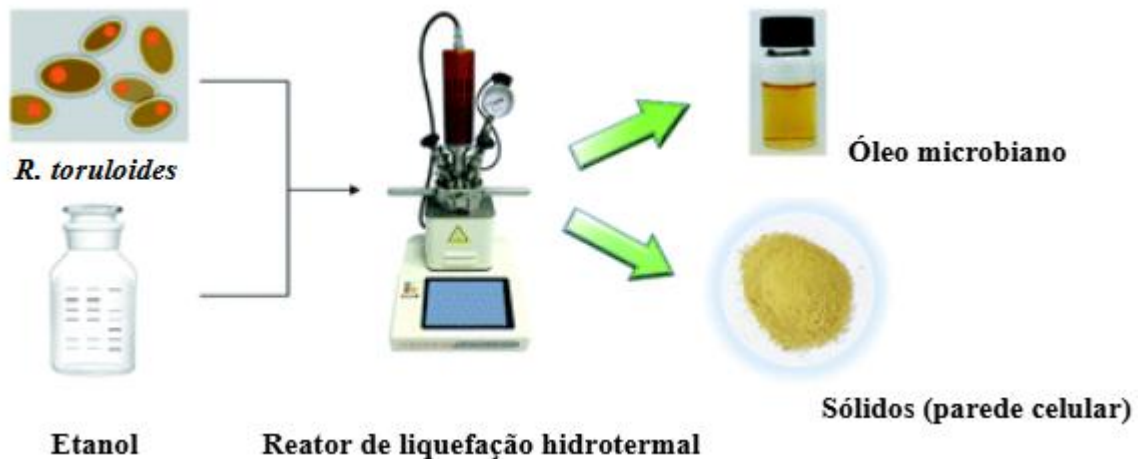 R. toruloides
Óleo microbiano
Sólidos (parede celular)
Etanol
Reator de liquefação hidrotermal